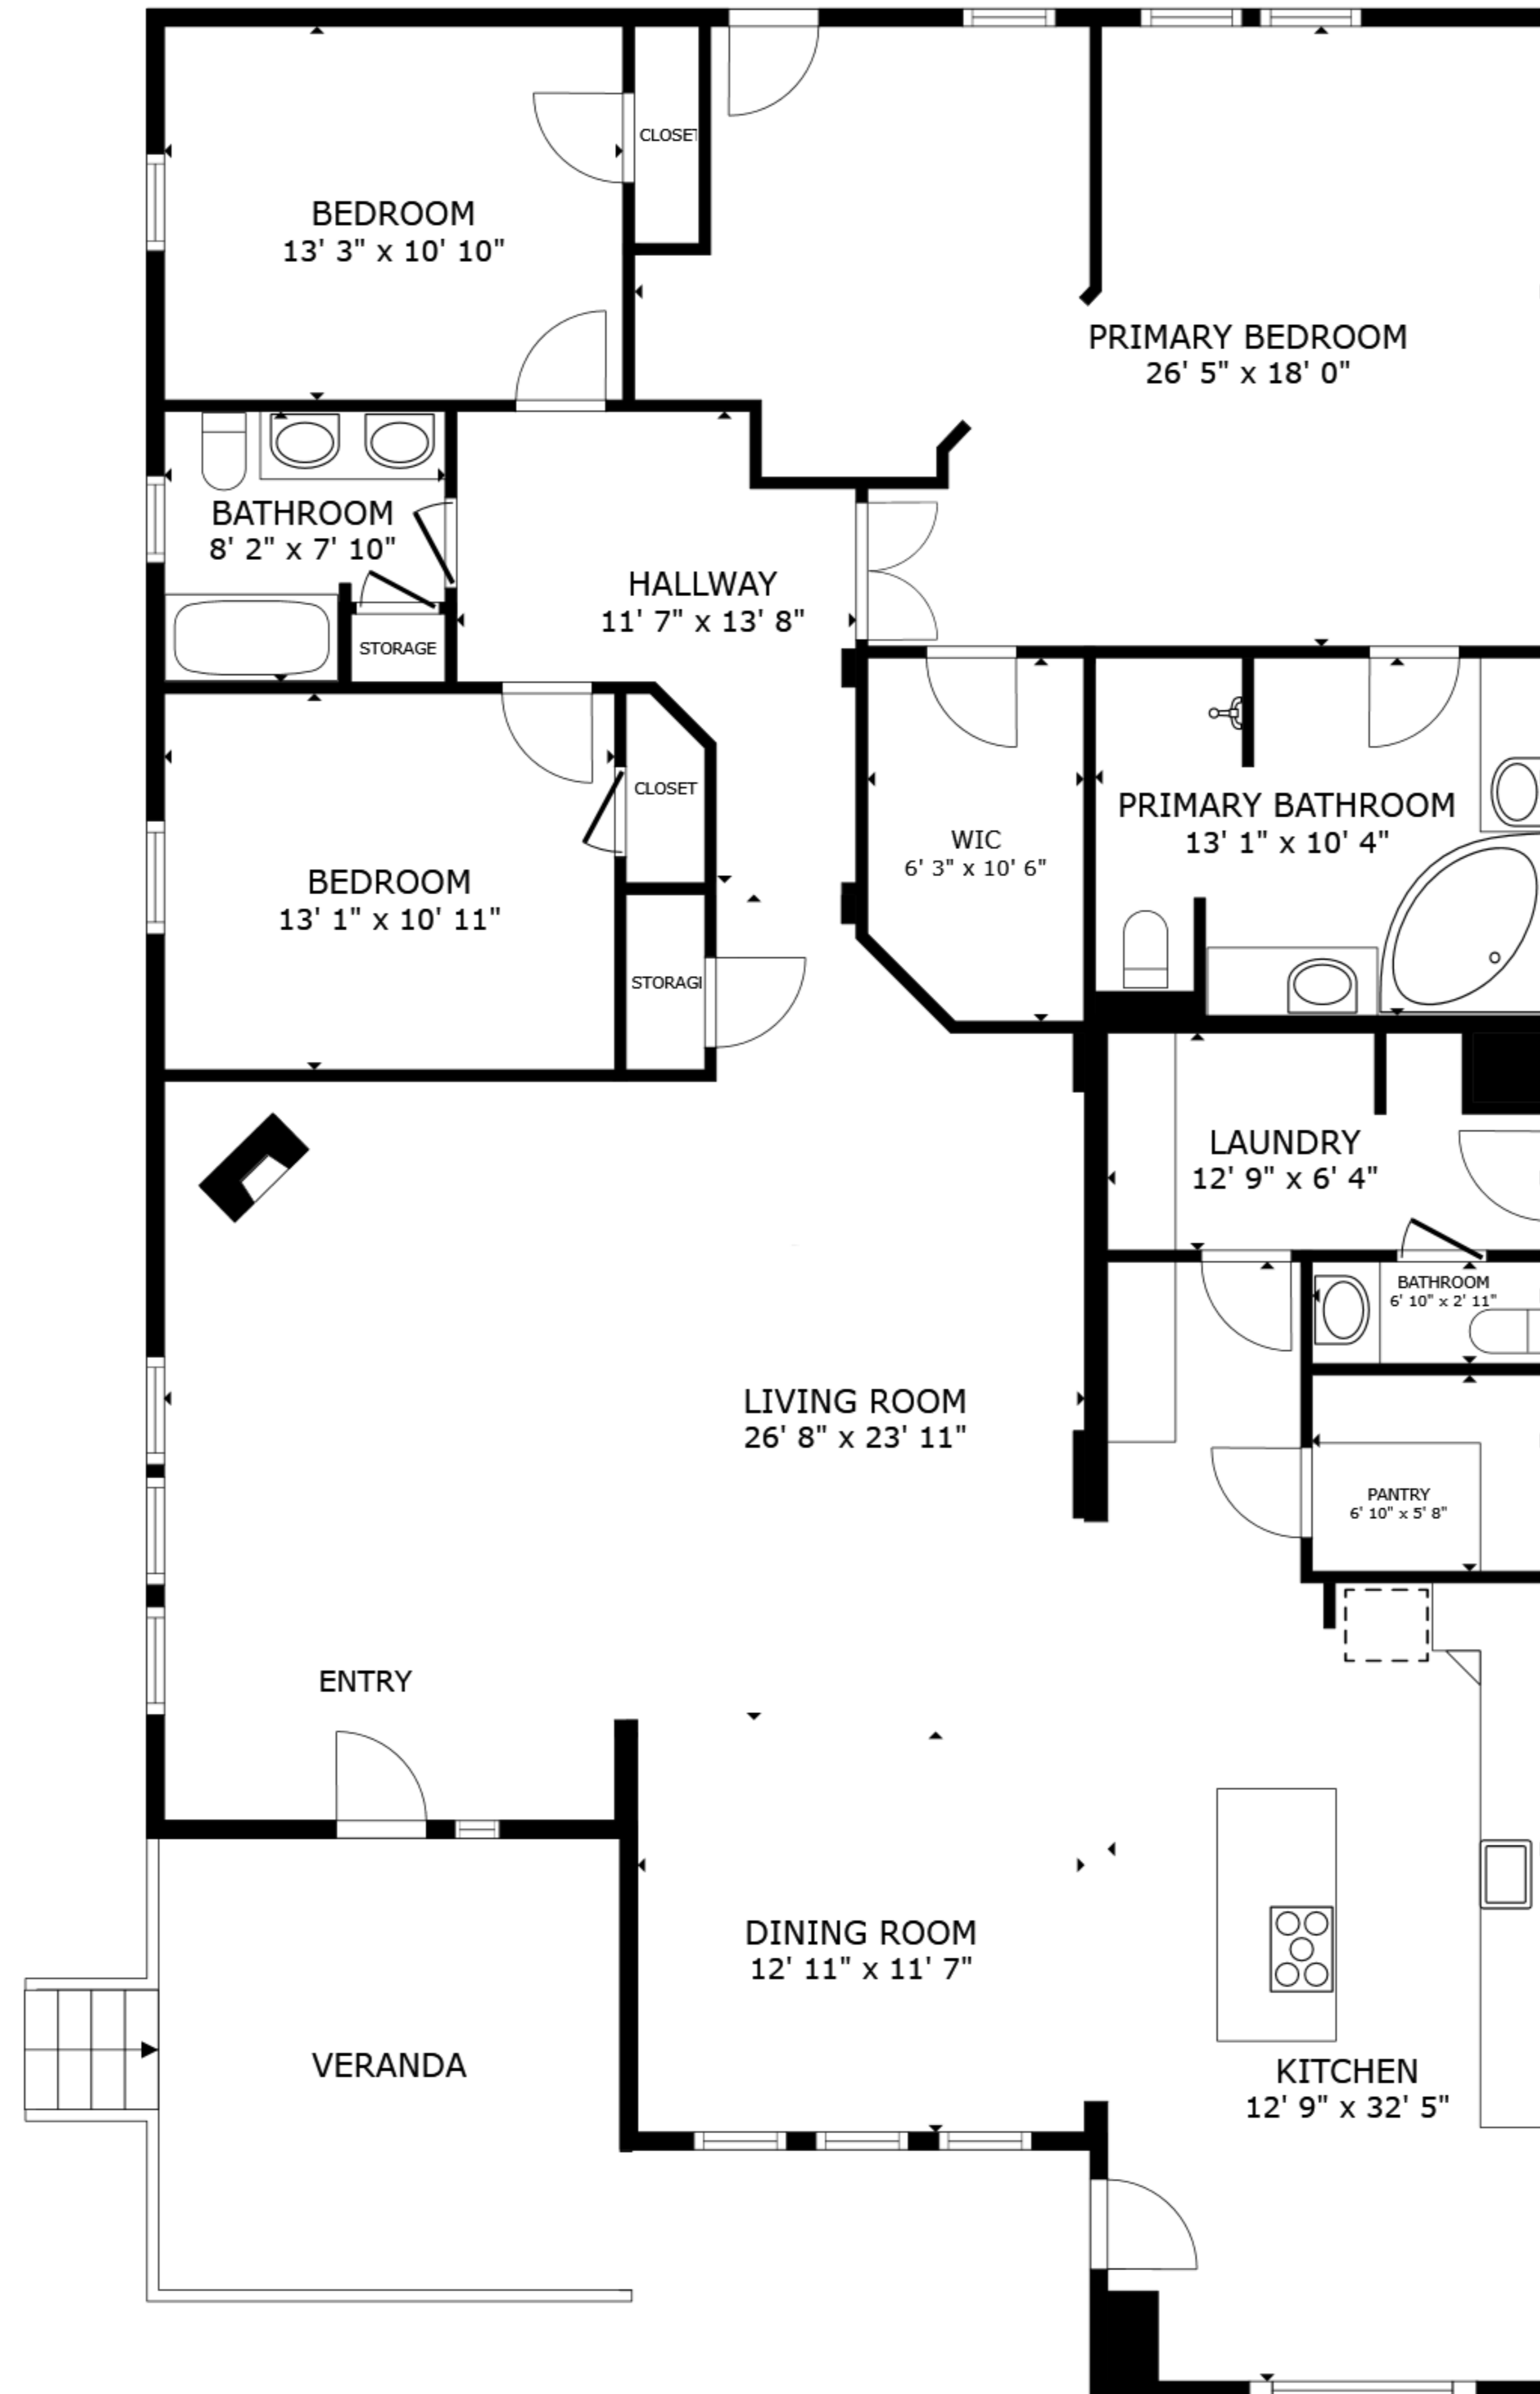 CLOSET
BEDROOM
13' 3" x 10' 10"
PRIMARY BEDROOM
26' 5" x 18' 0"
BATHROOM
8' 2" x 7' 10"
HALLWAY
11' 7" x 13' 8"
STORAGE
CLOSET
PRIMARY BATHROOM
13' 1" x 10' 4"
WIC
6' 3" x 10' 6"
BEDROOM
13' 1" x 10' 11"
STORAGI
LAUNDRY
12' 9" x 6' 4"
BATHROOM
6' 10" x 2' 11"
LIVING ROOM
26' 8" x 23' 11"
PANTRY
6' 10" x 5' 8"
ENTRY
DINING ROOM
12' 11" x 11' 7"
VERANDA
KITCHEN
12' 9" x 32' 5"